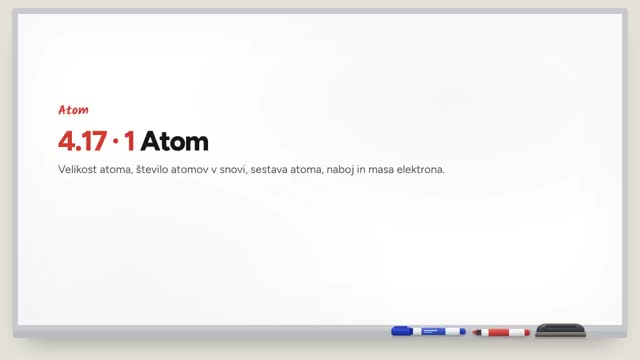 Atom
4.17 · 1 Atom
Velikost atoma, število atomov v snovi, sestava atoma, naboj in masa elektrona.